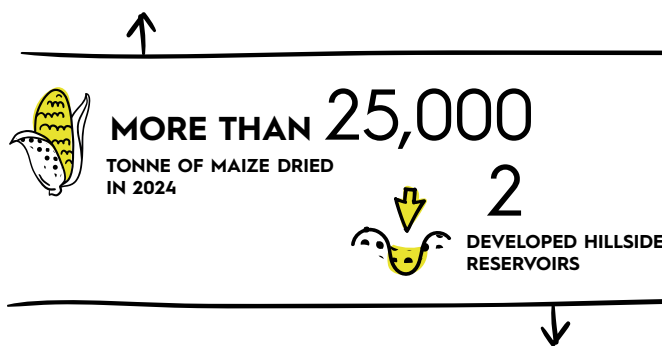 MORE THAN 25,000
TONNE OF MAIZE DRIED
IN 2024
2
DEVELOPED HILLSIDE
RESERVOIRS